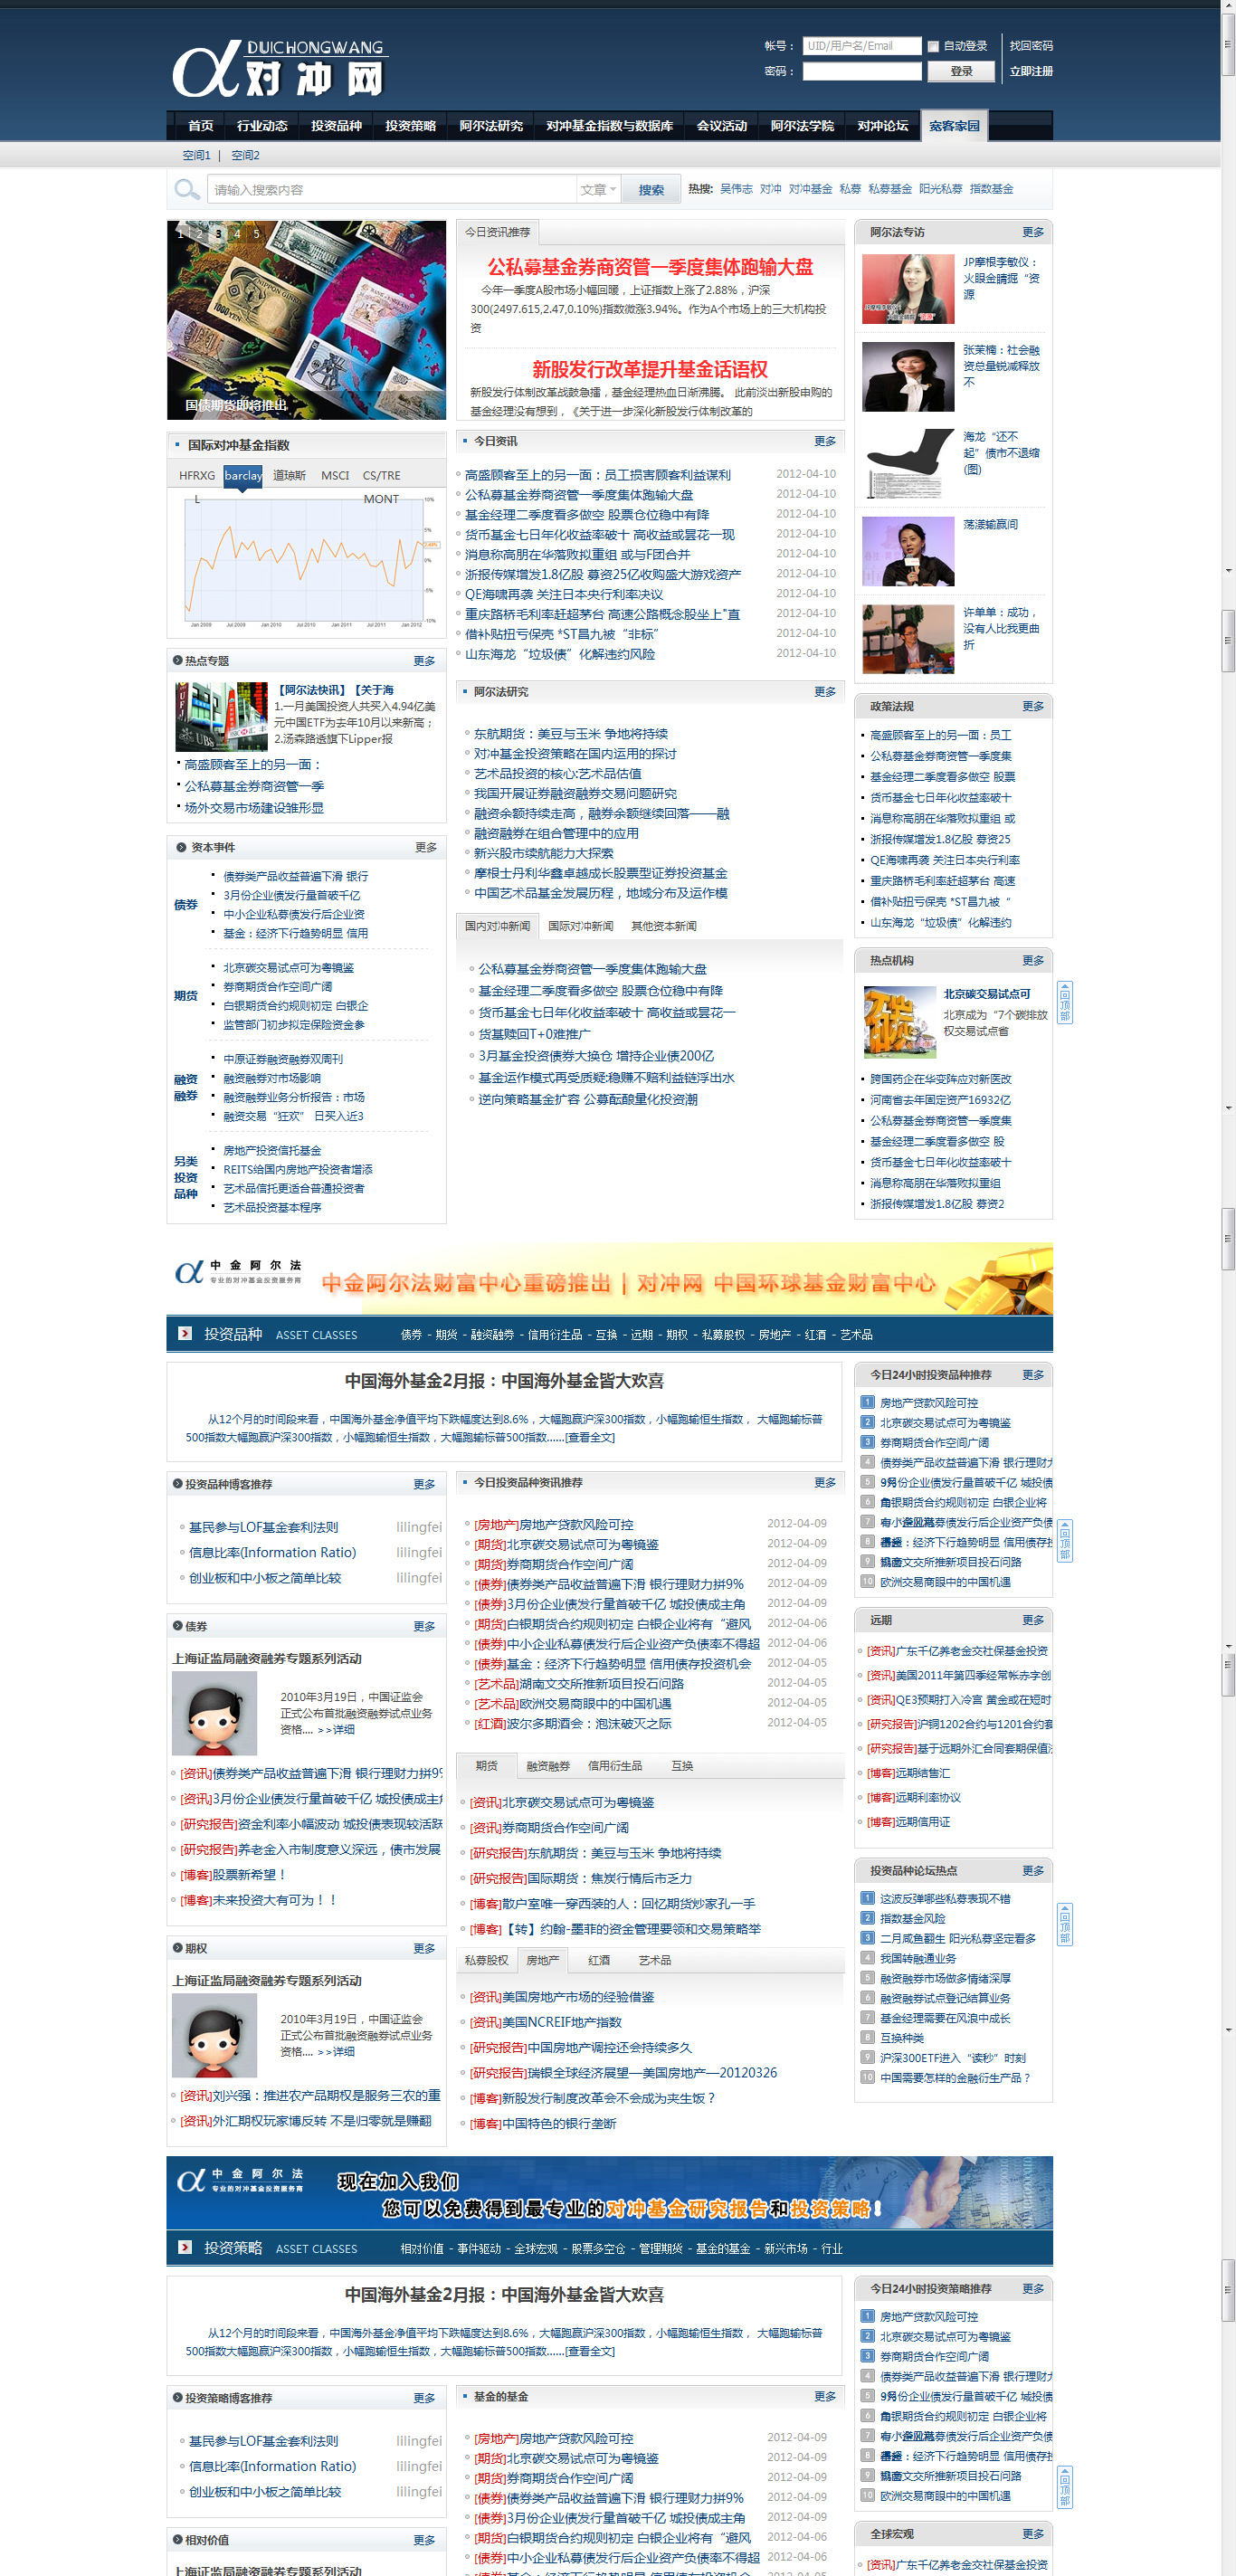 DUICHONGWANG
对冲网
帐号： UID/用户名/Email 自动登录 找回密码
密码： 登录 立即注册
首页 行业动态 投资品种 投资策略 阿尔法研究 对冲基金指数与数据库 会议活动 阿尔法学院 对冲论坛 宽客家园
空间1 | 空间2
请输入搜索内容 文章 搜索 热搜: 吴伟志 对冲 对冲基金 私募 私募基金 阳光私募 指数基金
1 2 3 4 5
国债期货即将推出
国际对冲基金指数
HFRXG barclay 道琼斯 MSCI CS/TRE
L MONT
10%
5%
0%
-5%
-10%
Jan 2009 Jul 2009 Jan 2010 Jul 2010 Jan 2011 Jul 2011 Jan 2012
热点专题 更多
【阿尔法快讯】【关于海
1.一月美国投资人共买入4.94亿美
元中国ETF为去年10月以来新高；
2.汤森路透旗下Lipper报
高盛顾客至上的另一面：
公私募基金券商资管一季
场外交易市场建设雏形显
资本事件 更多
债券
债券类产品收益普遍下滑 银行
3月份企业债发行量首破千亿
中小企业私募债发行后企业资
基金：经济下行趋势明显 信用
期货
北京碳交易试点可为粤镜鉴
券商期货合作空间广阔
白银期货合约规则初定 白银企
监管部门初步拟定保险资金参
融资
券券
中原证券融资融券双周刊
融资融券对市场影响
融资融券业务分析报告：市场
融资交易“狂欢” 日买入近3
另类
投资
品种
房地产投资信托基金
REITS给国内房地产投资者增添
艺术品信托更适合普通投资者
艺术品投资基本程序
今日资讯推荐
公私募基金券商资管一季度集体跑输大盘
今年一季度A股市场小幅回暖，上证指数上涨了2.88%，沪深
300(2497.615,2.47,0.10%)指数微涨3.94%。作为A个市场上的三大机构投
资
新股发行改革提升基金话语权
新股发行体制改革战鼓急擂，基金经理热血日渐沸腾。 此前淡出新股申购的
基金经理没有想到，《关于进一步深化新股发行体制改革的
今日资讯 更多
高盛顾客至上的另一面：员工损害顾客利益谋利 2012-04-10
公私募基金券商资管一季度集体跑输大盘 2012-04-10
基金经理二季度看多做空 股票仓位稳中有降 2012-04-10
货币基金七日年化收益率破十 高收益或昙花一现 2012-04-10
消息称高朋在华落败拟重组 或与F团合并 2012-04-10
浙报传媒增发1.8亿股 募资25亿收购盛大游戏资产 2012-04-10
QE海啸再袭 关注日本央行利率决议 2012-04-10
重庆路桥毛利率赶超茅台 高速公路概念股坐上"直 2012-04-10
借补贴扭亏保壳 *ST昌九被“非标” 2012-04-10
山东海龙“垃圾债”化解违约风险 2012-04-10
阿尔法研究 更多
东航期货：美豆与玉米 争地将持续
对冲基金投资策略在国内运用的探讨
艺术品投资的核心:艺术品估值
我国开展证券融资融券交易问题研究
融资余额持续走高，融券余额继续回落——融
融资融券在组合管理中的应用
新兴股市续航能力大探索
摩根士丹利华鑫卓越成长股票型证券投资基金
中国艺术品基金发展历程，地域分布及运作模
国内对冲新闻 国际对冲新闻 其他资本新闻
公私募基金券商资管一季度集体跑输大盘
基金经理二季度看多做空 股票仓位稳中有降
货币基金七日年化收益率破十 高收益或昙花一
货基赎回T+0难推广
3月基金投资债券大换仓 增持企业债200亿
基金运作模式再受质疑:稳赚不赔利益链浮出水
逆向策略基金扩容 公募酝酿量化投资潮
阿尔法专访 更多
JP摩根李敏仪：
火眼金睛掘“资
源
张茉楠：社会融
资总量锐减释放
不
海龙“还不
起”债市不退缩
(图)
荡漾输赢间
许单单：成功，
没有人比我更曲
折
政策法规 更多
高盛顾客至上的另一面：员工
公私募基金券商资管一季度集
基金经理二季度看多做空 股票
货币基金七日年化收益率破十
消息称高朋在华落败拟重组 或
浙报传媒增发1.8亿股 募资25
QE海啸再袭 关注日本央行利率
重庆路桥毛利率赶超茅台 高速
借补贴扭亏保壳 *ST昌九被“
山东海龙“垃圾债”化解违约
热点机构 更多
北京碳交易试点可
北京成为“7个碳排放
权交易试点省
跨国药企在华变阵应对新医改
河南省去年固定资产16932亿
公私募基金券商资管一季度集
基金经理二季度看多做空 股
货币基金七日年化收益率破十
消息称高朋在华落败拟重组
浙报传媒增发1.8亿股 募资2
回顶部
中金阿尔法
专业的对冲基金投资服务商
中金阿尔法财富中心重磅推出 | 对冲网 中国环球基金财富中心
投资品种 ASSET CLASSES 债券 - 期货 - 融资融券 - 信用衍生品 - 互换 - 远期 - 期权 - 私募股权 - 房地产 - 红酒 - 艺术品
中国海外基金2月报：中国海外基金皆大欢喜
从12个月的时间段来看，中国海外基金净值平均下跌幅度达到8.6%，大幅跑赢沪深300指数，小幅跑输恒生指数， 大幅跑输标普
500指数大幅跑赢沪深300指数，小幅跑输恒生指数，大幅跑输标普500指数......[查看全文]
投资品种博客推荐 更多
基民参与LOF基金套利法则 lilingfei
信息比率(Information Ratio) lilingfei
创业板和中小板之简单比较 lilingfei
债券 更多
上海证监局融资融券专题系列活动
2010年3月19日，中国证监会
正式公布首批融资融券试点业务
资格.... >>详细
[资讯]债券类产品收益普遍下滑 银行理财力拼9%
[资讯]3月份企业债发行量首破千亿 城投债成主角
[研究报告]资金利率小幅波动 城投债表现较活跃
[研究报告]养老金入市制度意义深远，债市发展
[博客]股票新希望！
[博客]未来投资大有可为！！
期权 更多
上海证监局融资融券专题系列活动
2010年3月19日，中国证监会
正式公布首批融资融券试点业务
资格.... >>详细
[资讯]刘兴强：推进农产品期权是服务三农的重
[资讯]外汇期权玩家博反转 不是归零就是赚翻
今日投资品种资讯推荐 更多
[房地产]房地产贷款风险可控 2012-04-09
[期货]北京碳交易试点可为粤镜鉴 2012-04-09
[期货]券商期货合作空间广阔 2012-04-09
[债券]债券类产品收益普遍下滑 银行理财力拼9% 2012-04-09
[债券]3月份企业债发行量首破千亿 城投债成主角 2012-04-09
[期货]白银期货合约规则初定 白银企业将有“避风 2012-04-06
[债券]中小企业私募债发行后企业资产负债率不得超 2012-04-06
[债券]基金：经济下行趋势明显 信用债存投资机会 2012-04-05
[艺术品]湖南文交所推新项目投石问路 2012-04-05
[艺术品]欧洲交易商眼中的中国机遇 2012-04-05
[红酒]波尔多期酒会：泡沫破灭之际 2012-04-05
期货 融资融券 信用衍生品 互换
[资讯]北京碳交易试点可为粤镜鉴
[资讯]券商期货合作空间广阔
[研究报告]东航期货：美豆与玉米 争地将持续
[研究报告]国际期货：焦炭行情后市乏力
[博客]散户室唯一穿西装的人：回忆期货炒家孔一手
[博客]【转】约翰-墨菲的资金管理要领和交易策略举
私募股权 房地产 红酒 艺术品
[资讯]美国房地产市场的经验借鉴
[资讯]美国NCREIF地产指数
[研究报告]中国房地产调控还会持续多久
[研究报告]瑞银全球经济展望—美国房地产—20120326
[博客]新股发行制度改革会不会成为夹生饭？
[博客]中国特色的银行垄断
今日24小时投资品种推荐 更多
1 房地产贷款风险可控
2 北京碳交易试点可为粤镜鉴
3 券商期货合作空间广阔
4 债券类产品收益普遍下滑 银行理财力
5 月份企业债发行量首破千亿 城投债
6 白银期货合约规则初定 白银企业将
7 中小企业私募债发行后企业资产负债
8 基金：经济下行趋势明显 信用债存投
9 湖南文交所推新项目投石问路
10 欧洲交易商眼中的中国机遇
回顶部
远期 更多
[资讯]广东千亿养老金交社保基金投资
[资讯]美国2011年第四季经常帐赤字创
[资讯]QE3预期打入冷宫 黄金或在短时
[研究报告]沪铜1202合约与1201合约套
[研究报告]基于远期外汇合同套期保值
[博客]远期结售汇
[博客]远期利率协议
[博客]远期信用证
投资品种论坛热点 更多
1 这波反弹哪些私募表现不错
2 指数基金风险
3 二月咸鱼翻生 阳光私募坚定看多
4 我国转融通业务
5 融资融券市场做多情绪深厚
6 融资融券试点登记结算业务
7 基金经理需要在风浪中成长
8 互换种类
9 沪深300ETF进入“读秒”时刻
10 中国需要怎样的金融衍生产品？
回顶部
中金阿尔法
专业的对冲基金投资服务商
现在加入我们
您可以免费得到最专业的对冲基金研究报告和投资策略！
投资策略 ASSET CLASSES 相对价值 - 事件驱动 - 全球宏观 - 股票多空仓 - 管理期货 - 基金的基金 - 新兴市场 - 行业
中国海外基金2月报：中国海外基金皆大欢喜
从12个月的时间段来看，中国海外基金净值平均下跌幅度达到8.6%，大幅跑赢沪深300指数，小幅跑输恒生指数， 大幅跑输标普
500指数大幅跑赢沪深300指数，小幅跑输恒生指数，大幅跑输标普500指数......[查看全文]
投资策略博客推荐 更多
基民参与LOF基金套利法则 lilingfei
信息比率(Information Ratio) lilingfei
创业板和中小板之简单比较 lilingfei
相对价值 更多
上海证监局融资融券专题系列活动
基金的基金 更多
[房地产]房地产贷款风险可控 2012-04-09
[期货]北京碳交易试点可为粤镜鉴 2012-04-09
[期货]券商期货合作空间广阔 2012-04-09
[债券]债券类产品收益普遍下滑 银行理财力拼9% 2012-04-09
[债券]3月份企业债发行量首破千亿 城投债成主角 2012-04-09
[期货]白银期货合约规则初定 白银企业将有“避风 2012-04-06
[债券]中小企业私募债发行后企业资产负债率不得超 2012-04-06
[债券]基金：经济下行趋势明显 信用债存投资机会 2012-04-05
今日24小时投资策略推荐 更多
1 房地产贷款风险可控
2 北京碳交易试点可为粤镜鉴
3 券商期货合作空间广阔
4 债券类产品收益普遍下滑 银行理财力
5 月份企业债发行量首破千亿 城投债
6 白银期货合约规则初定 白银企业将
7 中小企业私募债发行后企业资产负债
8 基金：经济下行趋势明显 信用债存投
9 湖南文交所推新项目投石问路
10 欧洲交易商眼中的中国机遇
回顶部
全球宏观 更多
[资讯]广东千亿养老金交社保基金投资